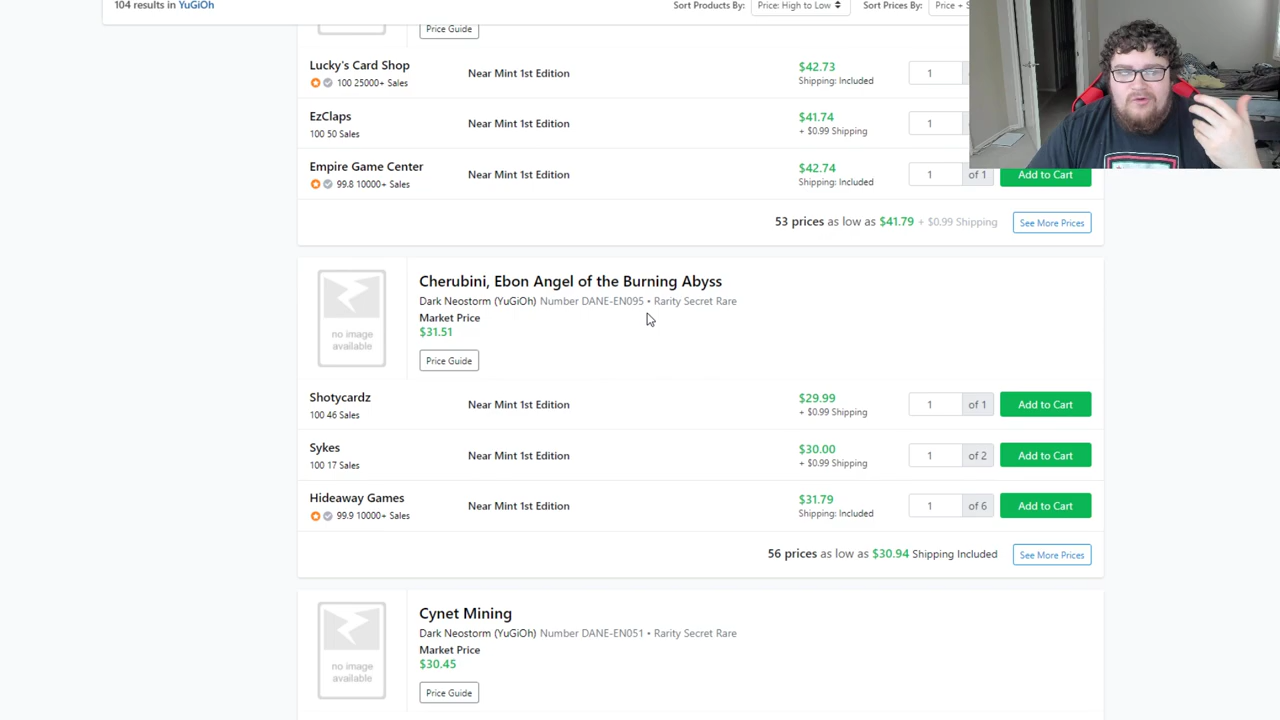 104 results in YuGiOh
Sort Products By: Price: High to Low Sort Prices By: Price + S
Price Guide
Lucky's Card Shop
100 25000+ Sales
Near Mint 1st Edition
$42.73
Shipping: Included
1
EzClaps
100 50 Sales
Near Mint 1st Edition
$41.74
+ $0.99 Shipping
1
Empire Game Center
99.8 10000+ Sales
Near Mint 1st Edition
$42.74
Shipping: Included
1 of 1
Add to Cart
53 prices as low as $41.79 + $0.99 Shipping
See More Prices
no image
available
Cherubini, Ebon Angel of the Burning Abyss
Dark Neostorm (YuGiOh) Number DANE-EN095 • Rarity Secret Rare
Market Price
$31.51
Price Guide
Shotycardz
100 46 Sales
Near Mint 1st Edition
$29.99
+ $0.99 Shipping
1 of 1
Add to Cart
Sykes
100 17 Sales
Near Mint 1st Edition
$30.00
+ $0.99 Shipping
1 of 2
Add to Cart
Hideaway Games
99.9 10000+ Sales
Near Mint 1st Edition
$31.79
Shipping: Included
1 of 6
Add to Cart
56 prices as low as $30.94 Shipping Included
See More Prices
no image
available
Cynet Mining
Dark Neostorm (YuGiOh) Number DANE-EN051 • Rarity Secret Rare
Market Price
$30.45
Price Guide